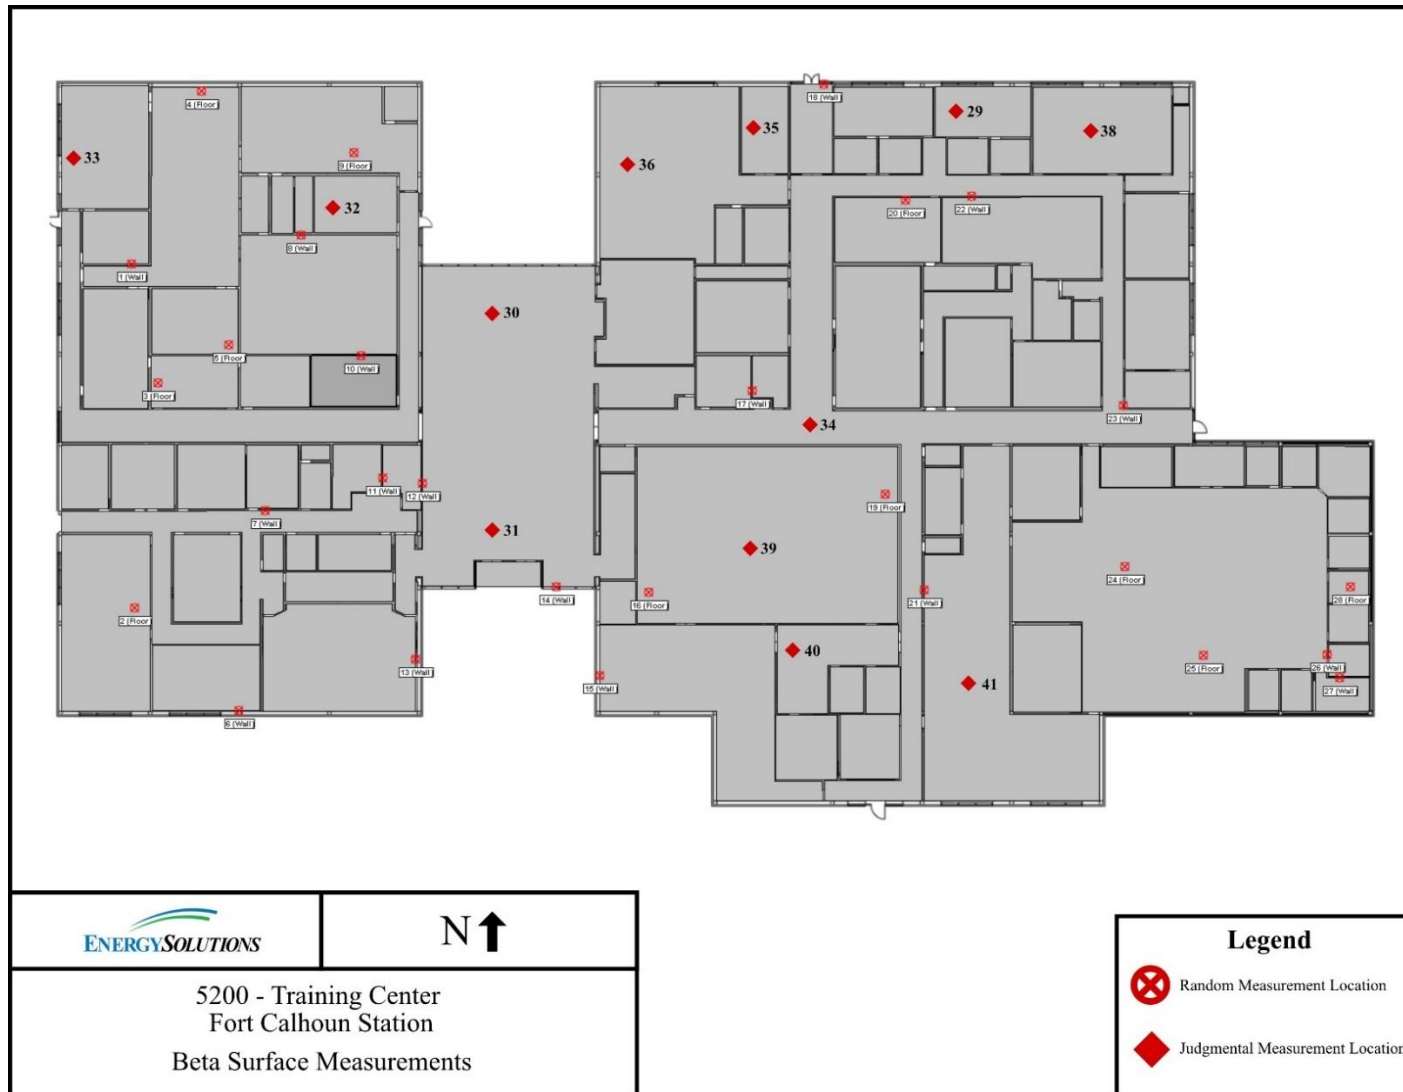 4 (Floor)
18 (Wall)
29
35
38
33
36
9 (Floor)
32
20 (Floor)
22 (Wall)
8 (Wall)
1 (Wall)
30
5 (Floor)
10 (Wall)
3 (Floor)
17 (Wall)
23 (Wall)
34
11 (Wall)
12 (Wall)
19 (Floor)
7 (Wall)
31
39
24 (Floor)
14 (Wall)
16 (Floor)
21 (Wall)
28 (Floor)
2 (Floor)
40
13 (Wall)
25 (Floor)
26 (Wall)
15 (Wall)
41
27 (Wall)
6 (Wall)
ENERGYSOLUTIONS
N
5200 - Training Center
Fort Calhoun Station
Beta Surface Measurements
Legend
Random Measurement Location
Judgmental Measurement Location